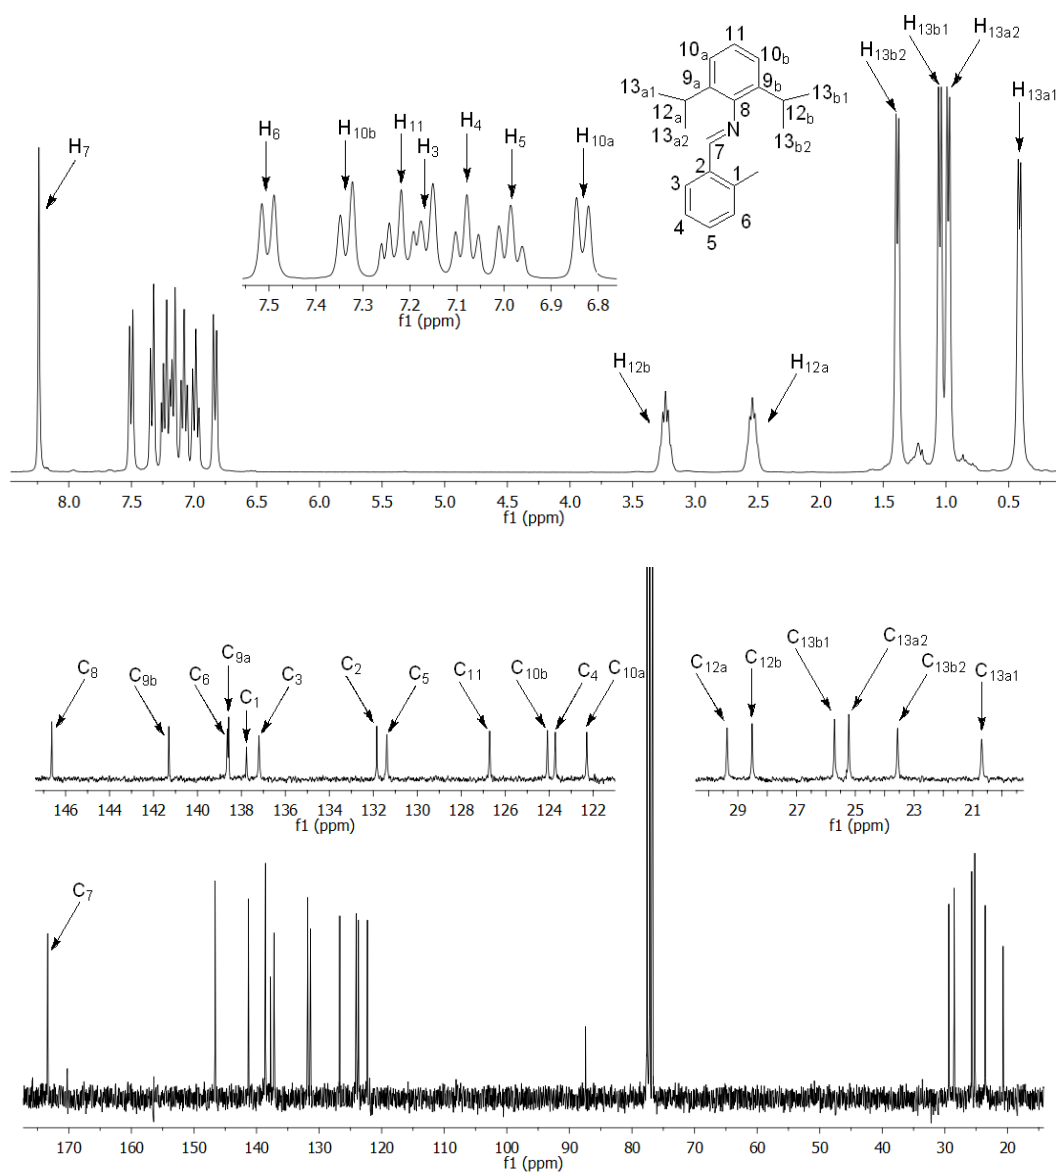 H13b1
H13a2
H13b2
H13a1
H7
H6
H10b
H11
H3
H4
H5
H10a
7.5 7.4 7.3 7.2 7.1 7.0 6.9 6.8
f1 (ppm)
11
10a 10b
9a 9b
13a1 13b1
12a 8 12b
13a2 N 13b2
7
2 1
3
4 5 6
H12b
H12a
8.0 7.5 7.0 6.5 6.0 5.5 5.0 4.5 4.0 3.5 3.0 2.5 2.0 1.5 1.0 0.5
f1 (ppm)
C8
C9b
C6
C9a
C1
C3
C2
C5
C11
C10b
C4
C10a
146 144 142 140 138 136 134 132 130 128 126 124 122
f1 (ppm)
C12a
C12b
C13b1
C13a2
C13b2
C13a1
29 27 25 23 21
f1 (ppm)
C7
170 160 150 140 130 120 110 100 90 80 70 60 50 40 30 20
f1 (ppm)